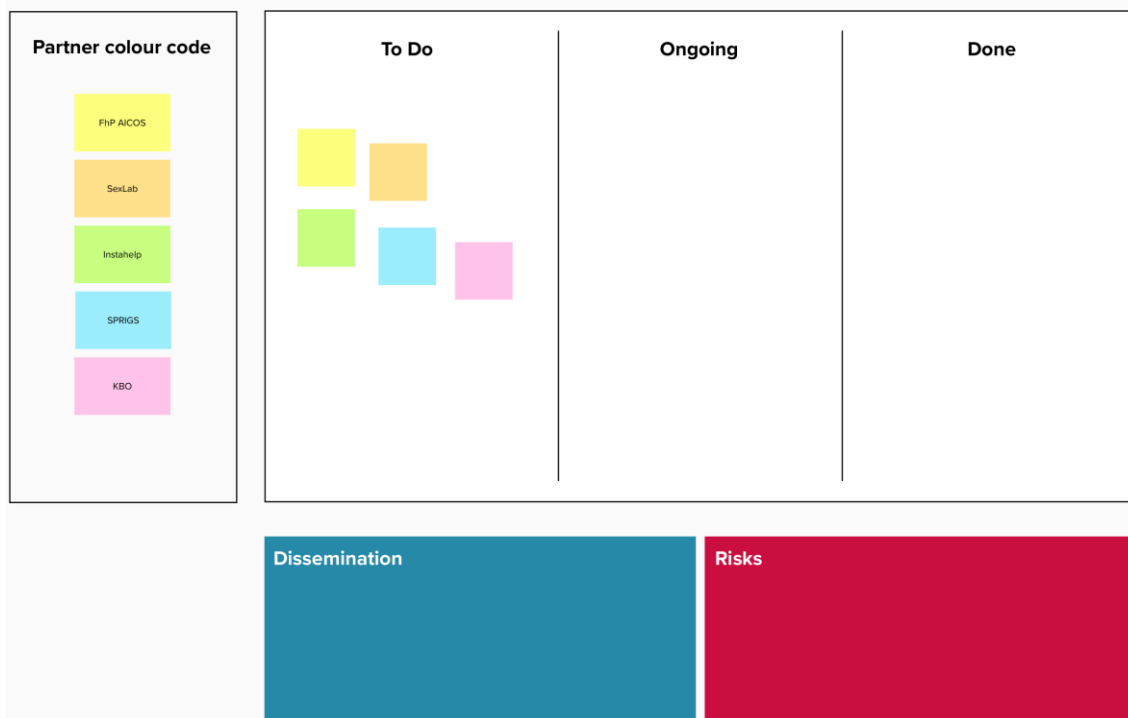 Partner colour code
FhP AICOS
SexLab
Instahelp
SPRIGS
KBO
To Do
Ongoing
Done
Dissemination
Risks